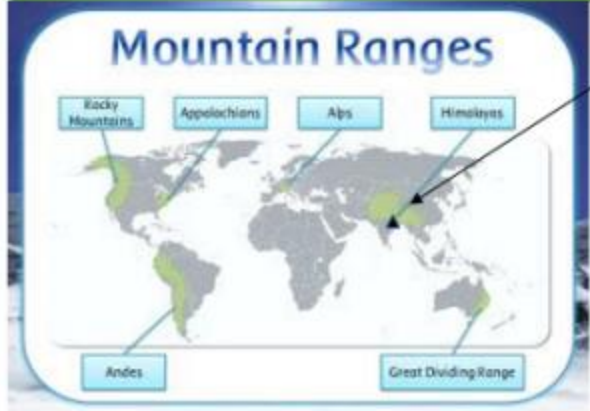 Mountain Ranges
Rocky
Mountains
Appalachians
Alps
Himalayas
Andes
Great Dividing Range